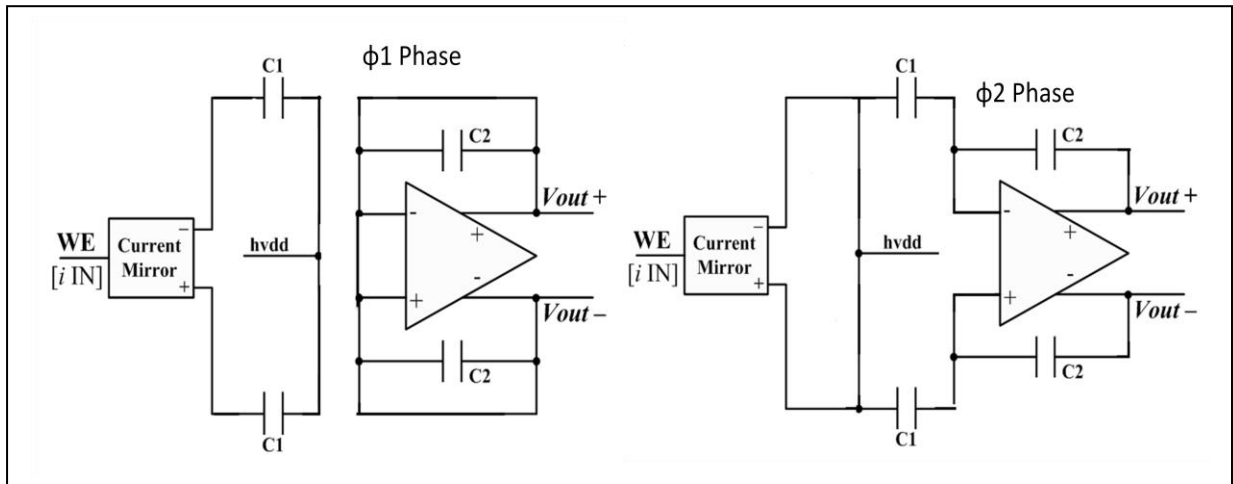 ϕ1 Phase
C1
C2
Vout +
-
+
WE
[i IN]
Current
Mirror
−
+
hvdd
-
+
Vout −
C2
C1
ϕ2 Phase
C1
C2
Vout +
-
+
WE
[i IN]
Current
Mirror
−
+
hvdd
-
+
Vout −
C2
C1